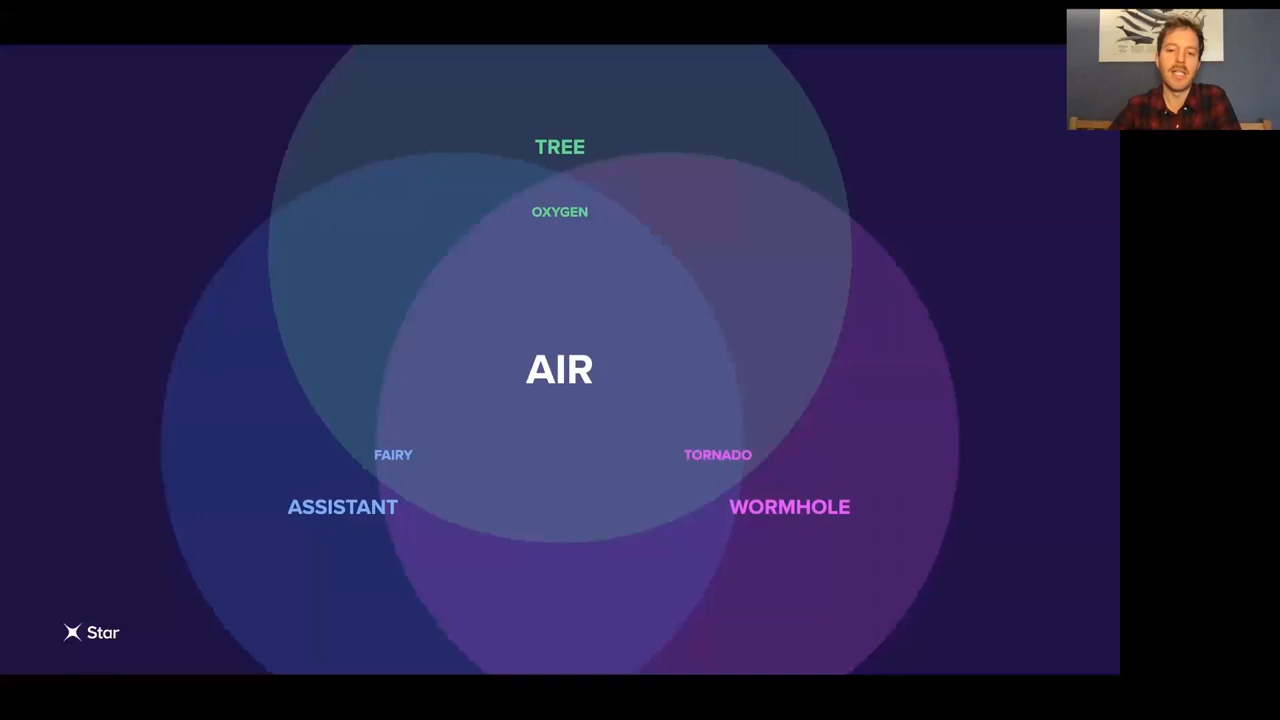 TREE
OXYGEN
AIR
FAIRY
TORNADO
ASSISTANT
WORMHOLE
Star